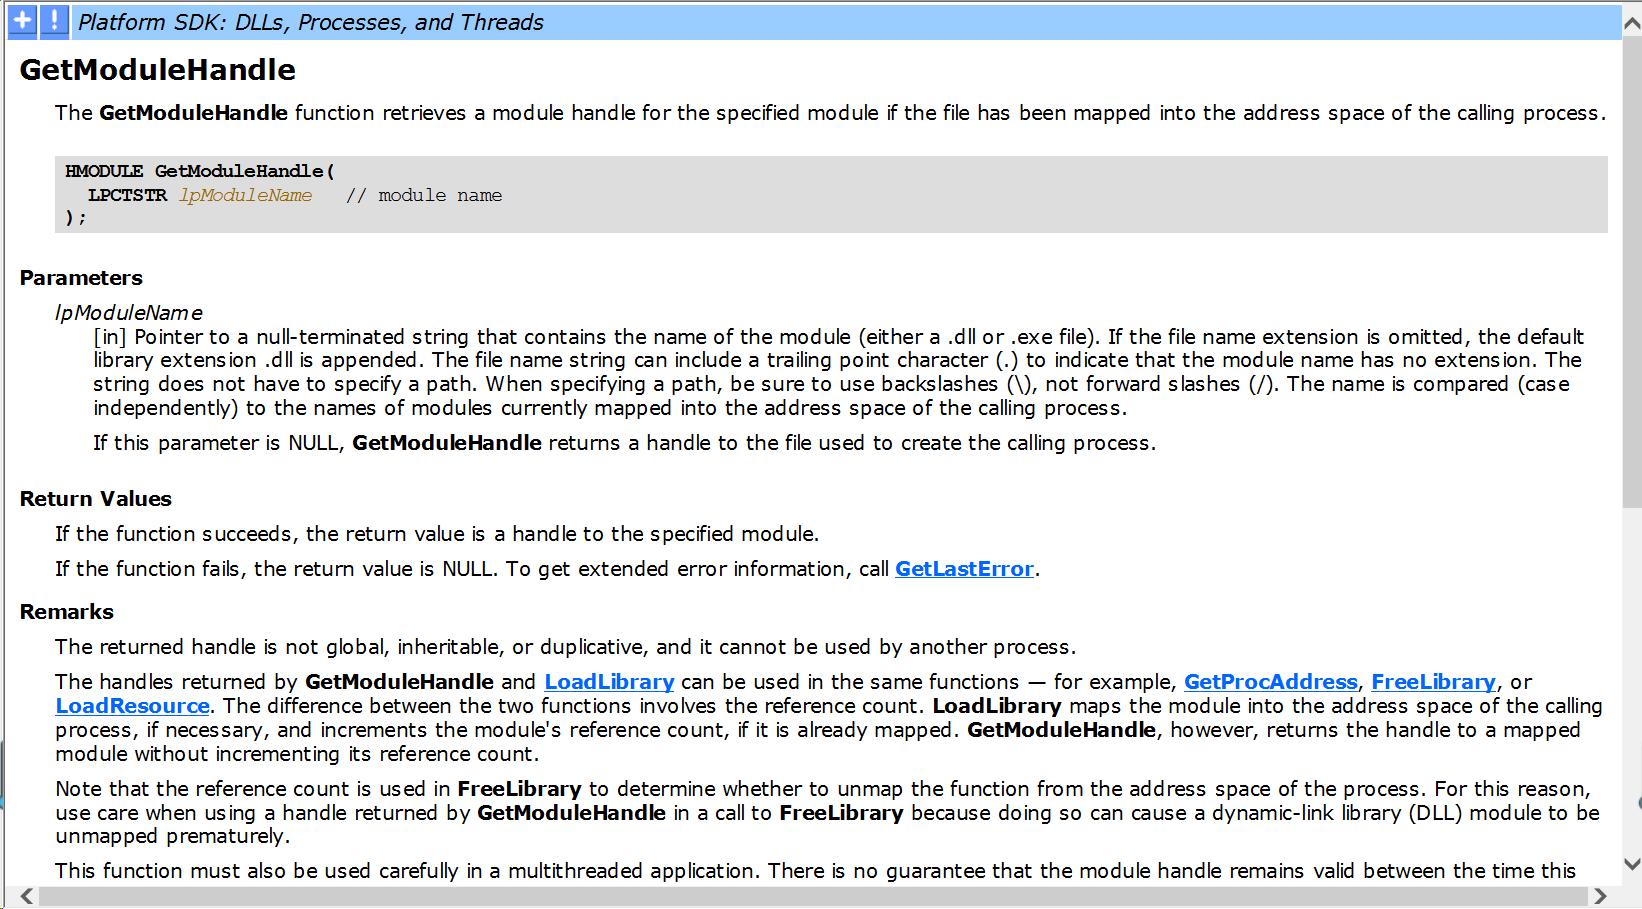 Platform SDK: DLLs, Processes, and Threads
GetModuleHandle
The GetModuleHandle function retrieves a module handle for the specified module if the file has been mapped into the address space of the calling process.
HMODULE GetModuleHandle(
LPCTSTR lpModuleName // module name
);
Parameters
lpModuleName
[in] Pointer to a null-terminated string that contains the name of the module (either a .dll or .exe file). If the file name extension is omitted, the default
library extension .dll is appended. The file name string can include a trailing point character (.) to indicate that the module name has no extension. The
string does not have to specify a path. When specifying a path, be sure to use backslashes (\), not forward slashes (/). The name is compared (case
independently) to the names of modules currently mapped into the address space of the calling process.
If this parameter is NULL, GetModuleHandle returns a handle to the file used to create the calling process.
Return Values
If the function succeeds, the return value is a handle to the specified module.
If the function fails, the return value is NULL. To get extended error information, call GetLastError.
Remarks
The returned handle is not global, inheritable, or duplicative, and it cannot be used by another process.
The handles returned by GetModuleHandle and LoadLibrary can be used in the same functions — for example, GetProcAddress, FreeLibrary, or
LoadResource. The difference between the two functions involves the reference count. LoadLibrary maps the module into the address space of the calling
process, if necessary, and increments the module's reference count, if it is already mapped. GetModuleHandle, however, returns the handle to a mapped
module without incrementing its reference count.
Note that the reference count is used in FreeLibrary to determine whether to unmap the function from the address space of the process. For this reason,
use care when using a handle returned by GetModuleHandle in a call to FreeLibrary because doing so can cause a dynamic-link library (DLL) module to be
unmapped prematurely.
This function must also be used carefully in a multithreaded application. There is no guarantee that the module handle remains valid between the time this